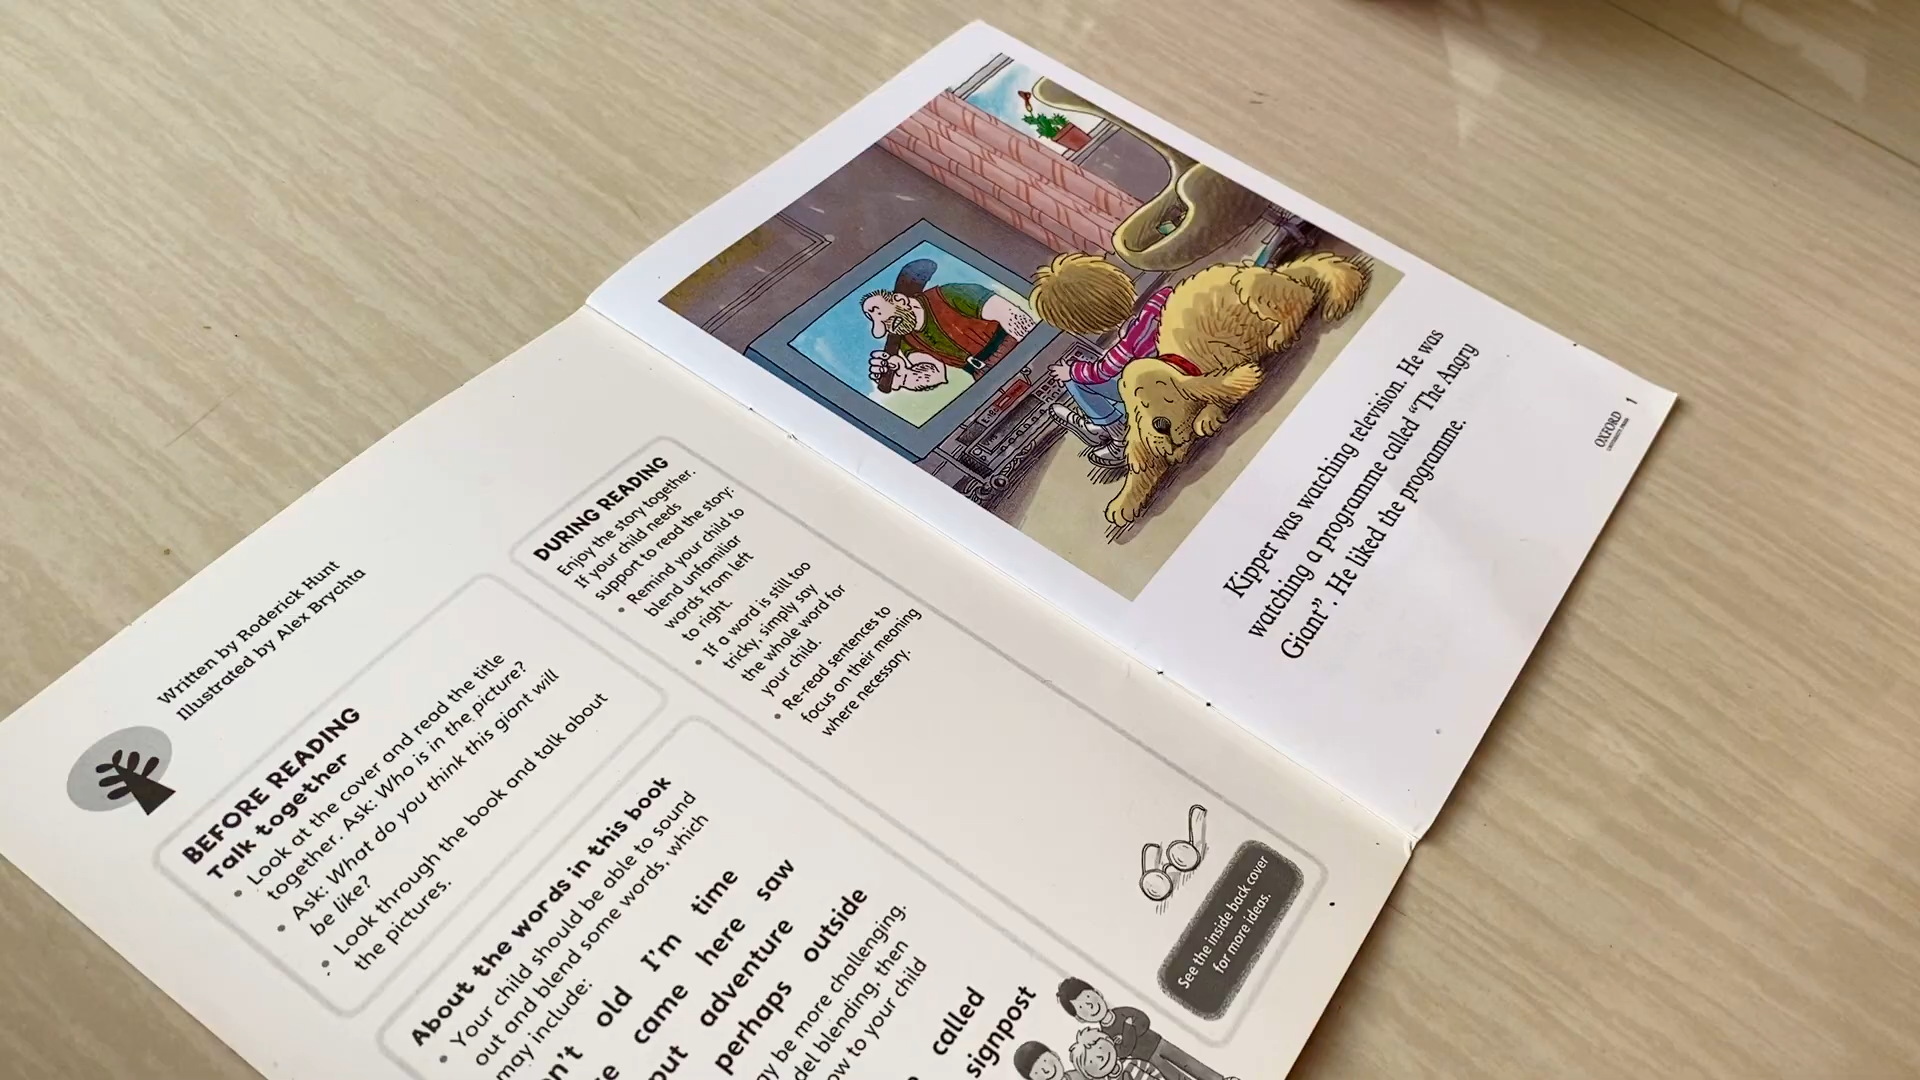 Written by Roderick Hunt
Illustrated by Alex Brychta
BEFORE READING
Talk together
• Look at the cover and read the title
together. Ask: Who is in the picture?
• Ask: What do you think this giant will
be like?
• Look through the book and talk about
the pictures.
About the words in this book
• Your child should be able to sound
out and blend some words, which
may include:
old I'm time
came here saw
adventure
perhaps outside
be more challenging.
blending, then
to your child
called
signpost
DURING READING
Enjoy the story together.
If your child needs
support to read the story:
• Remind your child to
blend unfamiliar
words from left
to right.
• If a word is still too
tricky, simply say
the whole word for
your child.
• Re-read sentences to
focus on their meaning
where necessary.
See the inside back cover
for more ideas.
Kipper was watching television. He was
watching a programme called “The Angry
Giant”. He liked the programme.
OXFORD
UNIVERSITY PRESS
1